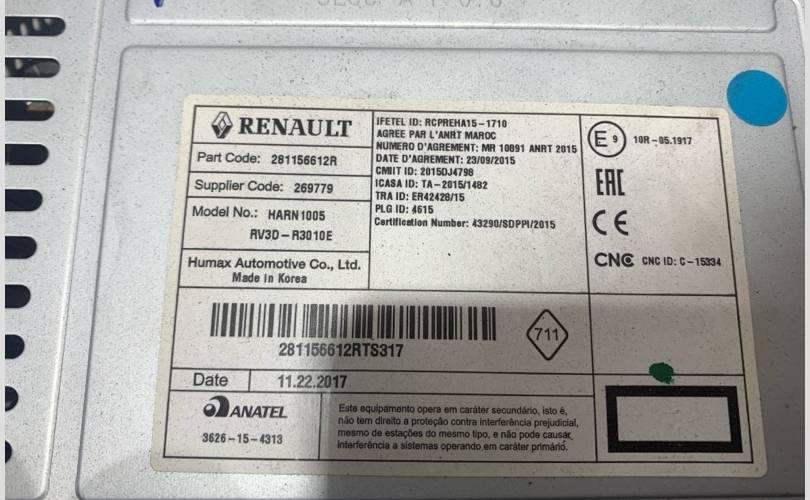 RENAULT
Part Code: 281156612R
Supplier Code: 269779
Model No.: HARN1005
RV3D-R3010E
Humax Automotive Co., Ltd.
Made in Korea
IFETEL ID: RCPREHA15-1710
AGREE PAR L'ANRT MAROC
NUMERO D'AGREMENT: MR 10891 ANRT 2015
DATE D'AGREMENT: 23/09/2015
CMIIT ID: 2015DJ4798
ICASA ID: TA-2015/1482
TRA ID: ER42428/15
PLG ID: 4615
Certification Number: 43290/SDPPI/2015
E 9 10R-05.1917
EAC
CE
CNC CNC ID: C-15334
281156612RTS317
711
Date 11.22.2017
ANATEL
3626-15-4313
Este equipamento opera em caráter secundário, isto é,
não tem direito a proteção contra interferência prejudicial,
mesmo de estações do mesmo tipo, e não pode causar
interferência a sistemas operando em caráter primário.